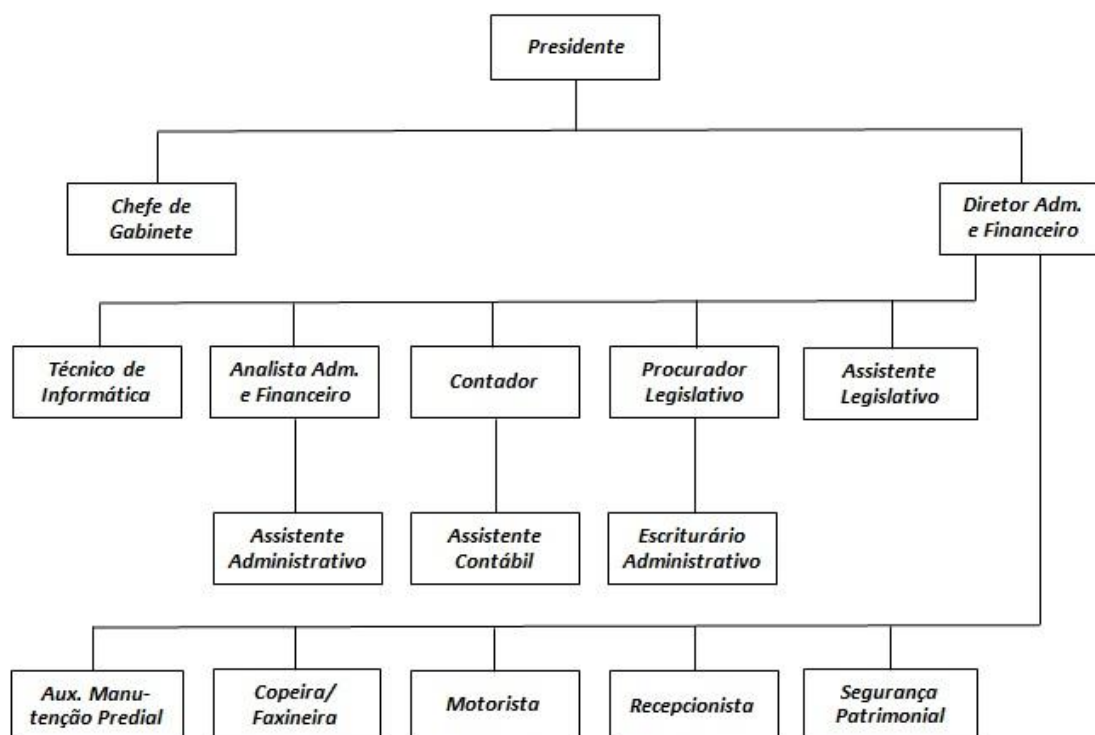 Presidente
Chefe de
Gabinete
Diretor Adm.
e Financeiro
Técnico de
Informática
Analista Adm.
e Financeiro
Contador
Procurador
Legislativo
Assistente
Legislativo
Assistente
Administrativo
Assistente
Contábil
Escriturário
Administrativo
Aux. Manu-
tenção Predial
Copeira/
Faxineira
Motorista
Recepcionista
Segurança
Patrimonial